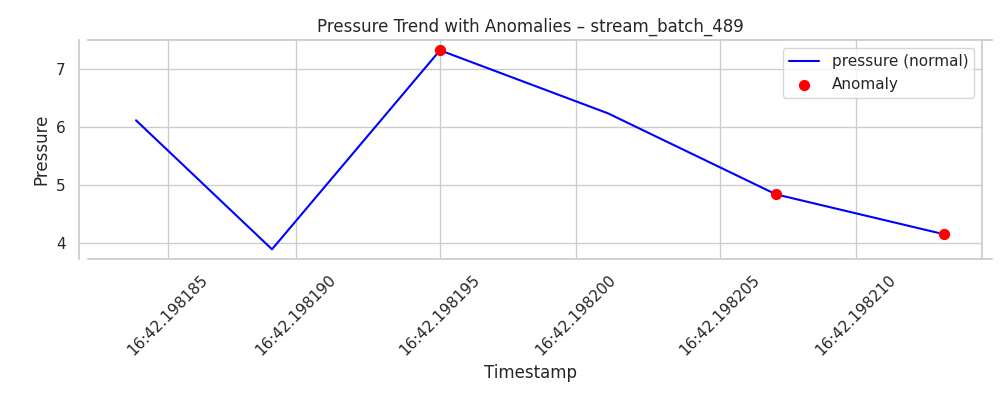 Pressure Trend with Anomalies – stream_batch_489
pressure (normal)
Anomaly
Pressure
7
6
5
4
16:42.198185
16:42.198190
16:42.198195
16:42.198200
16:42.198205
16:42.198210
Timestamp